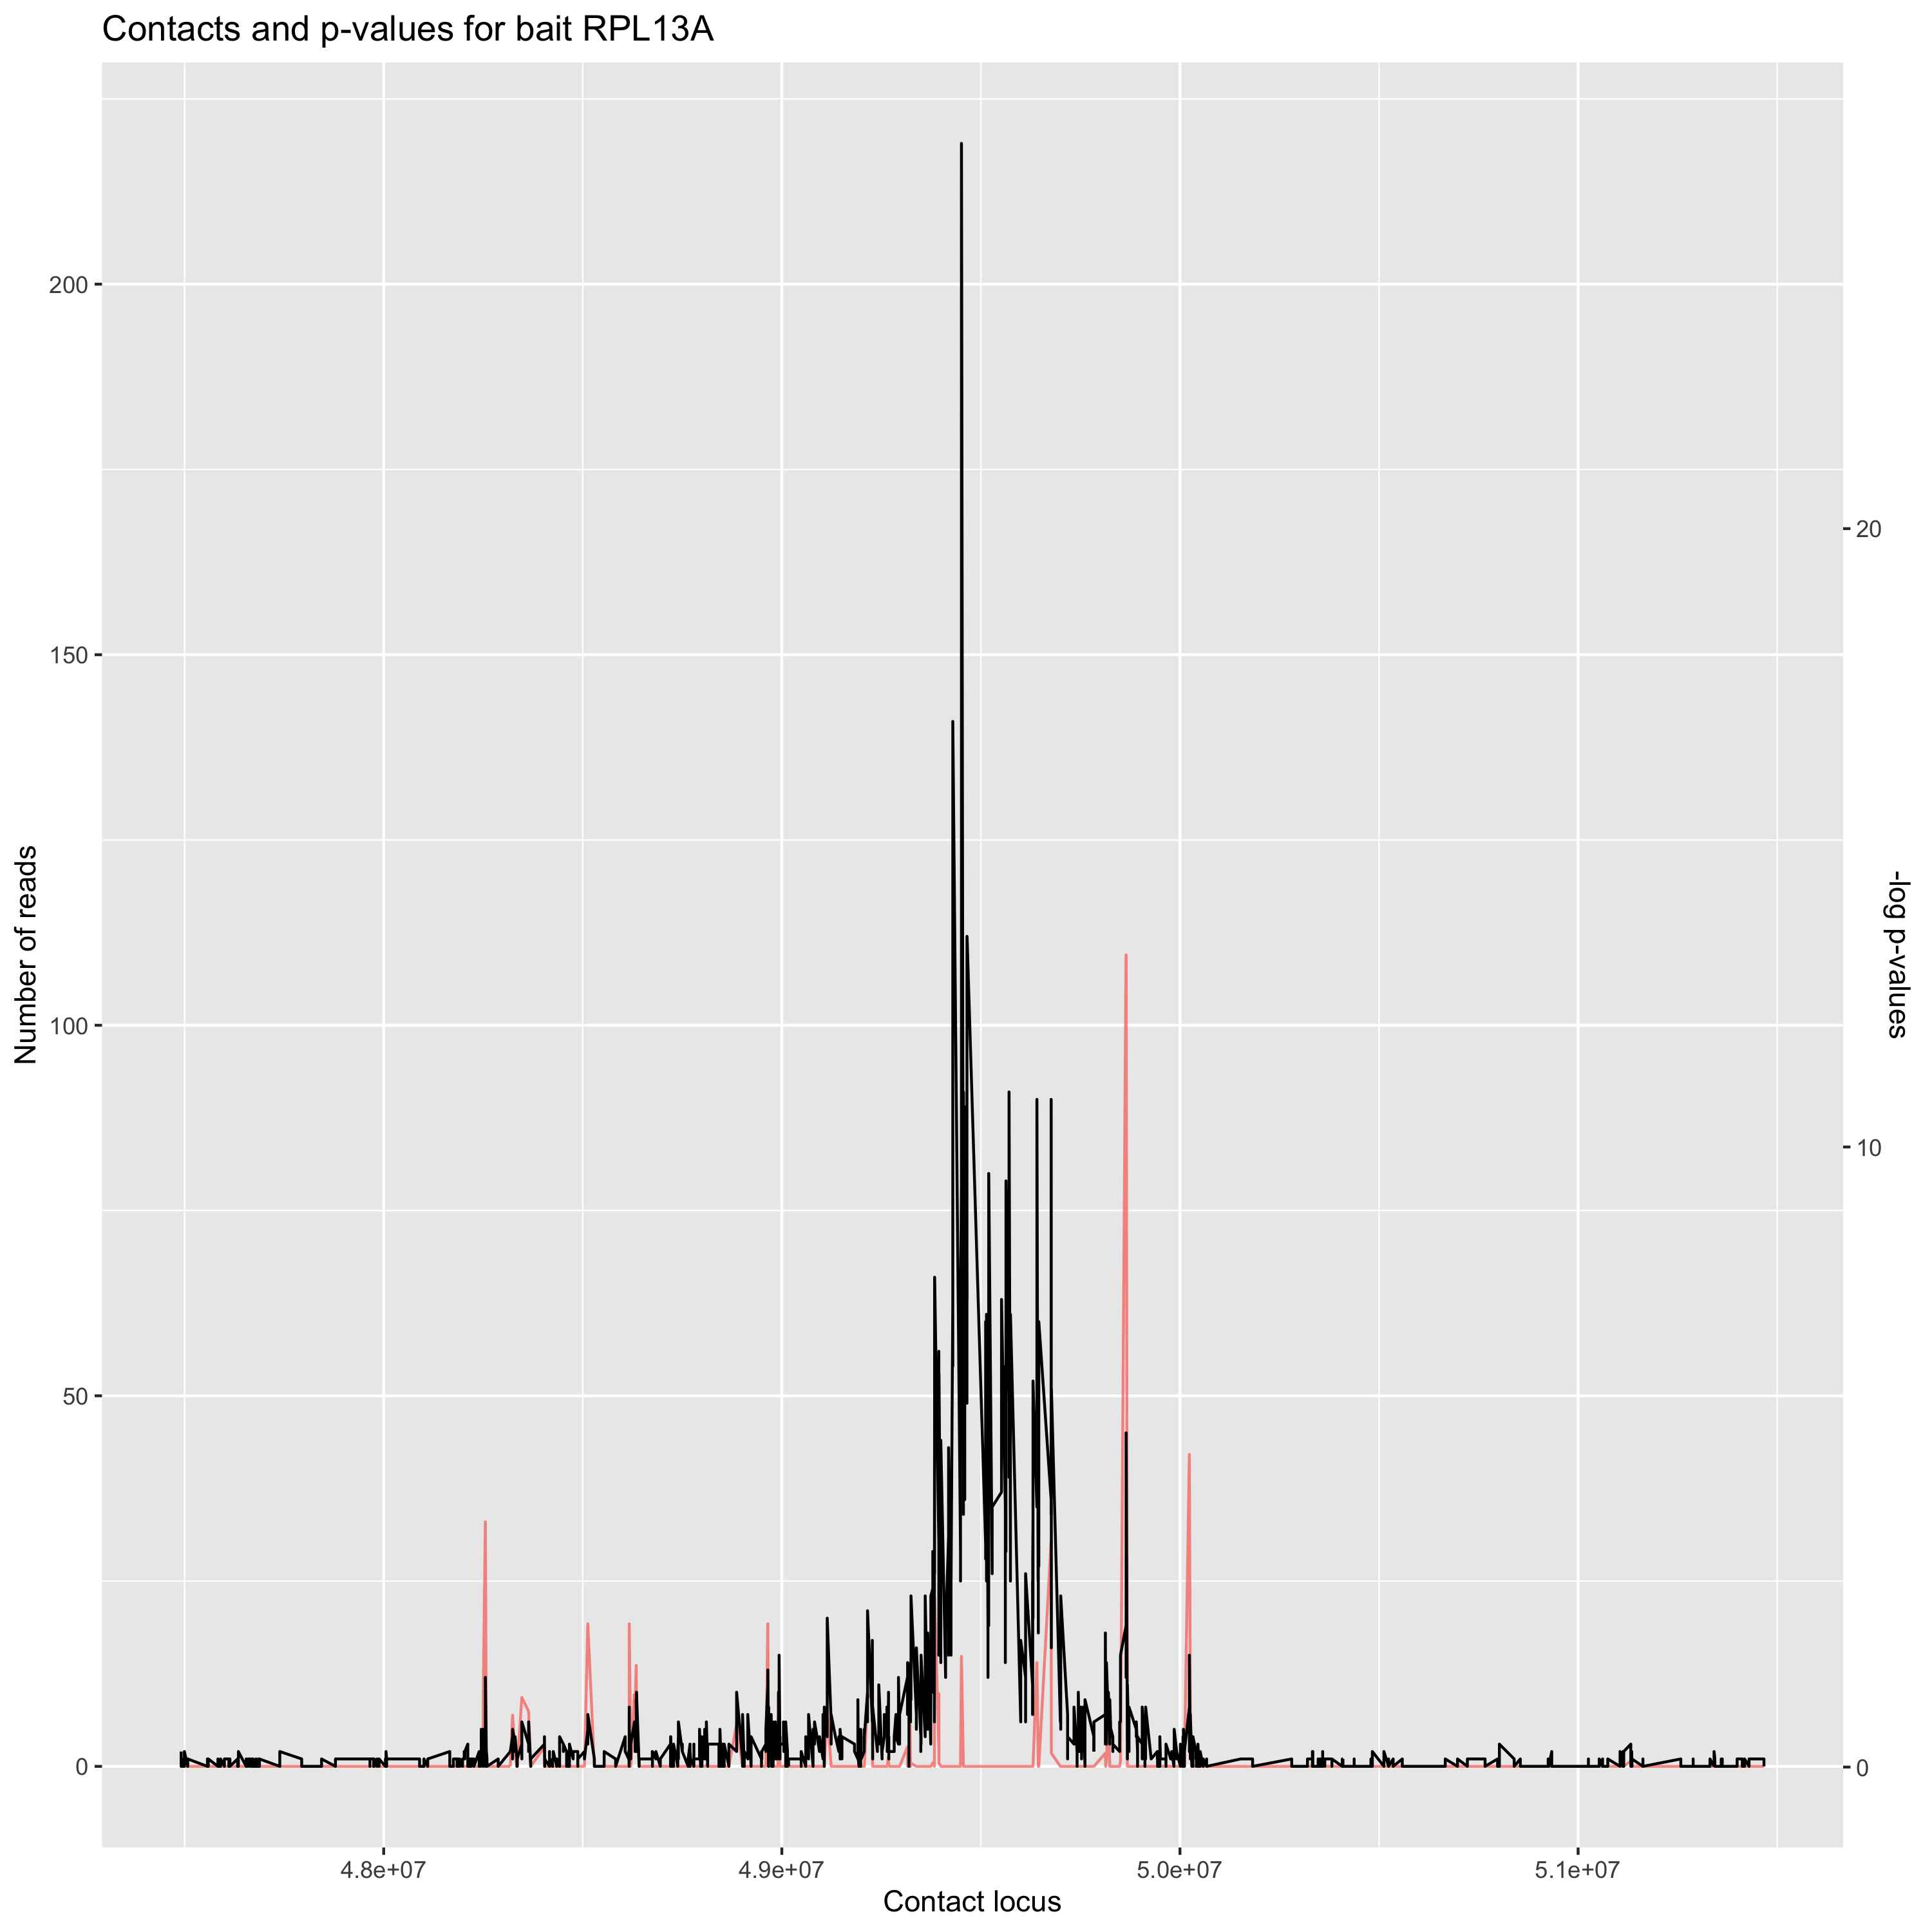 Contacts and p-values for bait RPL13A
200
150
100
50
0
Number of reads
20
10
0
-log p-values
4.8e+07
4.9e+07
5.0e+07
5.1e+07
Contact locus